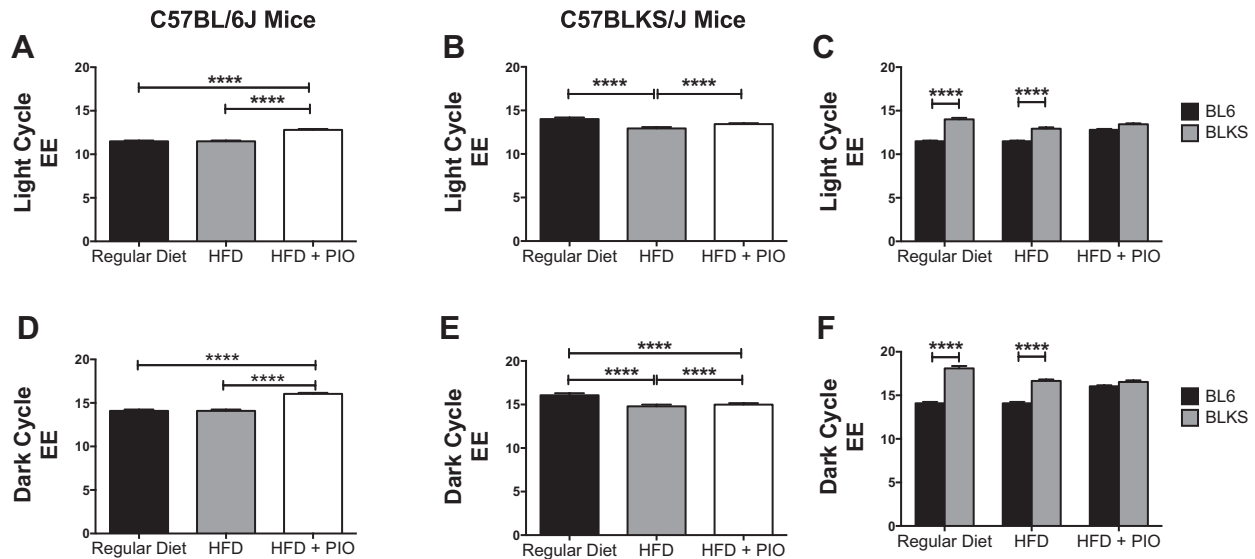 C57BL/6J Mice
C57BLKS/J Mice
A
Light Cycle
EE
20
15
10
5
0
****
****
Regular Diet HFD HFD + PIO
B
Light Cycle
EE
20
15
10
5
0
**** ****
Regular Diet HFD HFD + PIO
C
Light Cycle
EE
20
15
10
5
0
**** ****
Regular Diet HFD HFD + PIO
BL6
BLKS
D
Dark Cycle
EE
20
15
10
5
0
****
****
Regular Diet HFD HFD + PIO
E
Dark Cycle
EE
20
15
10
5
0
****
**** ****
Regular Diet HFD HFD + PIO
F
Dark Cycle
EE
20
15
10
5
0
**** ****
Regular Diet HFD HFD + PIO
BL6
BLKS